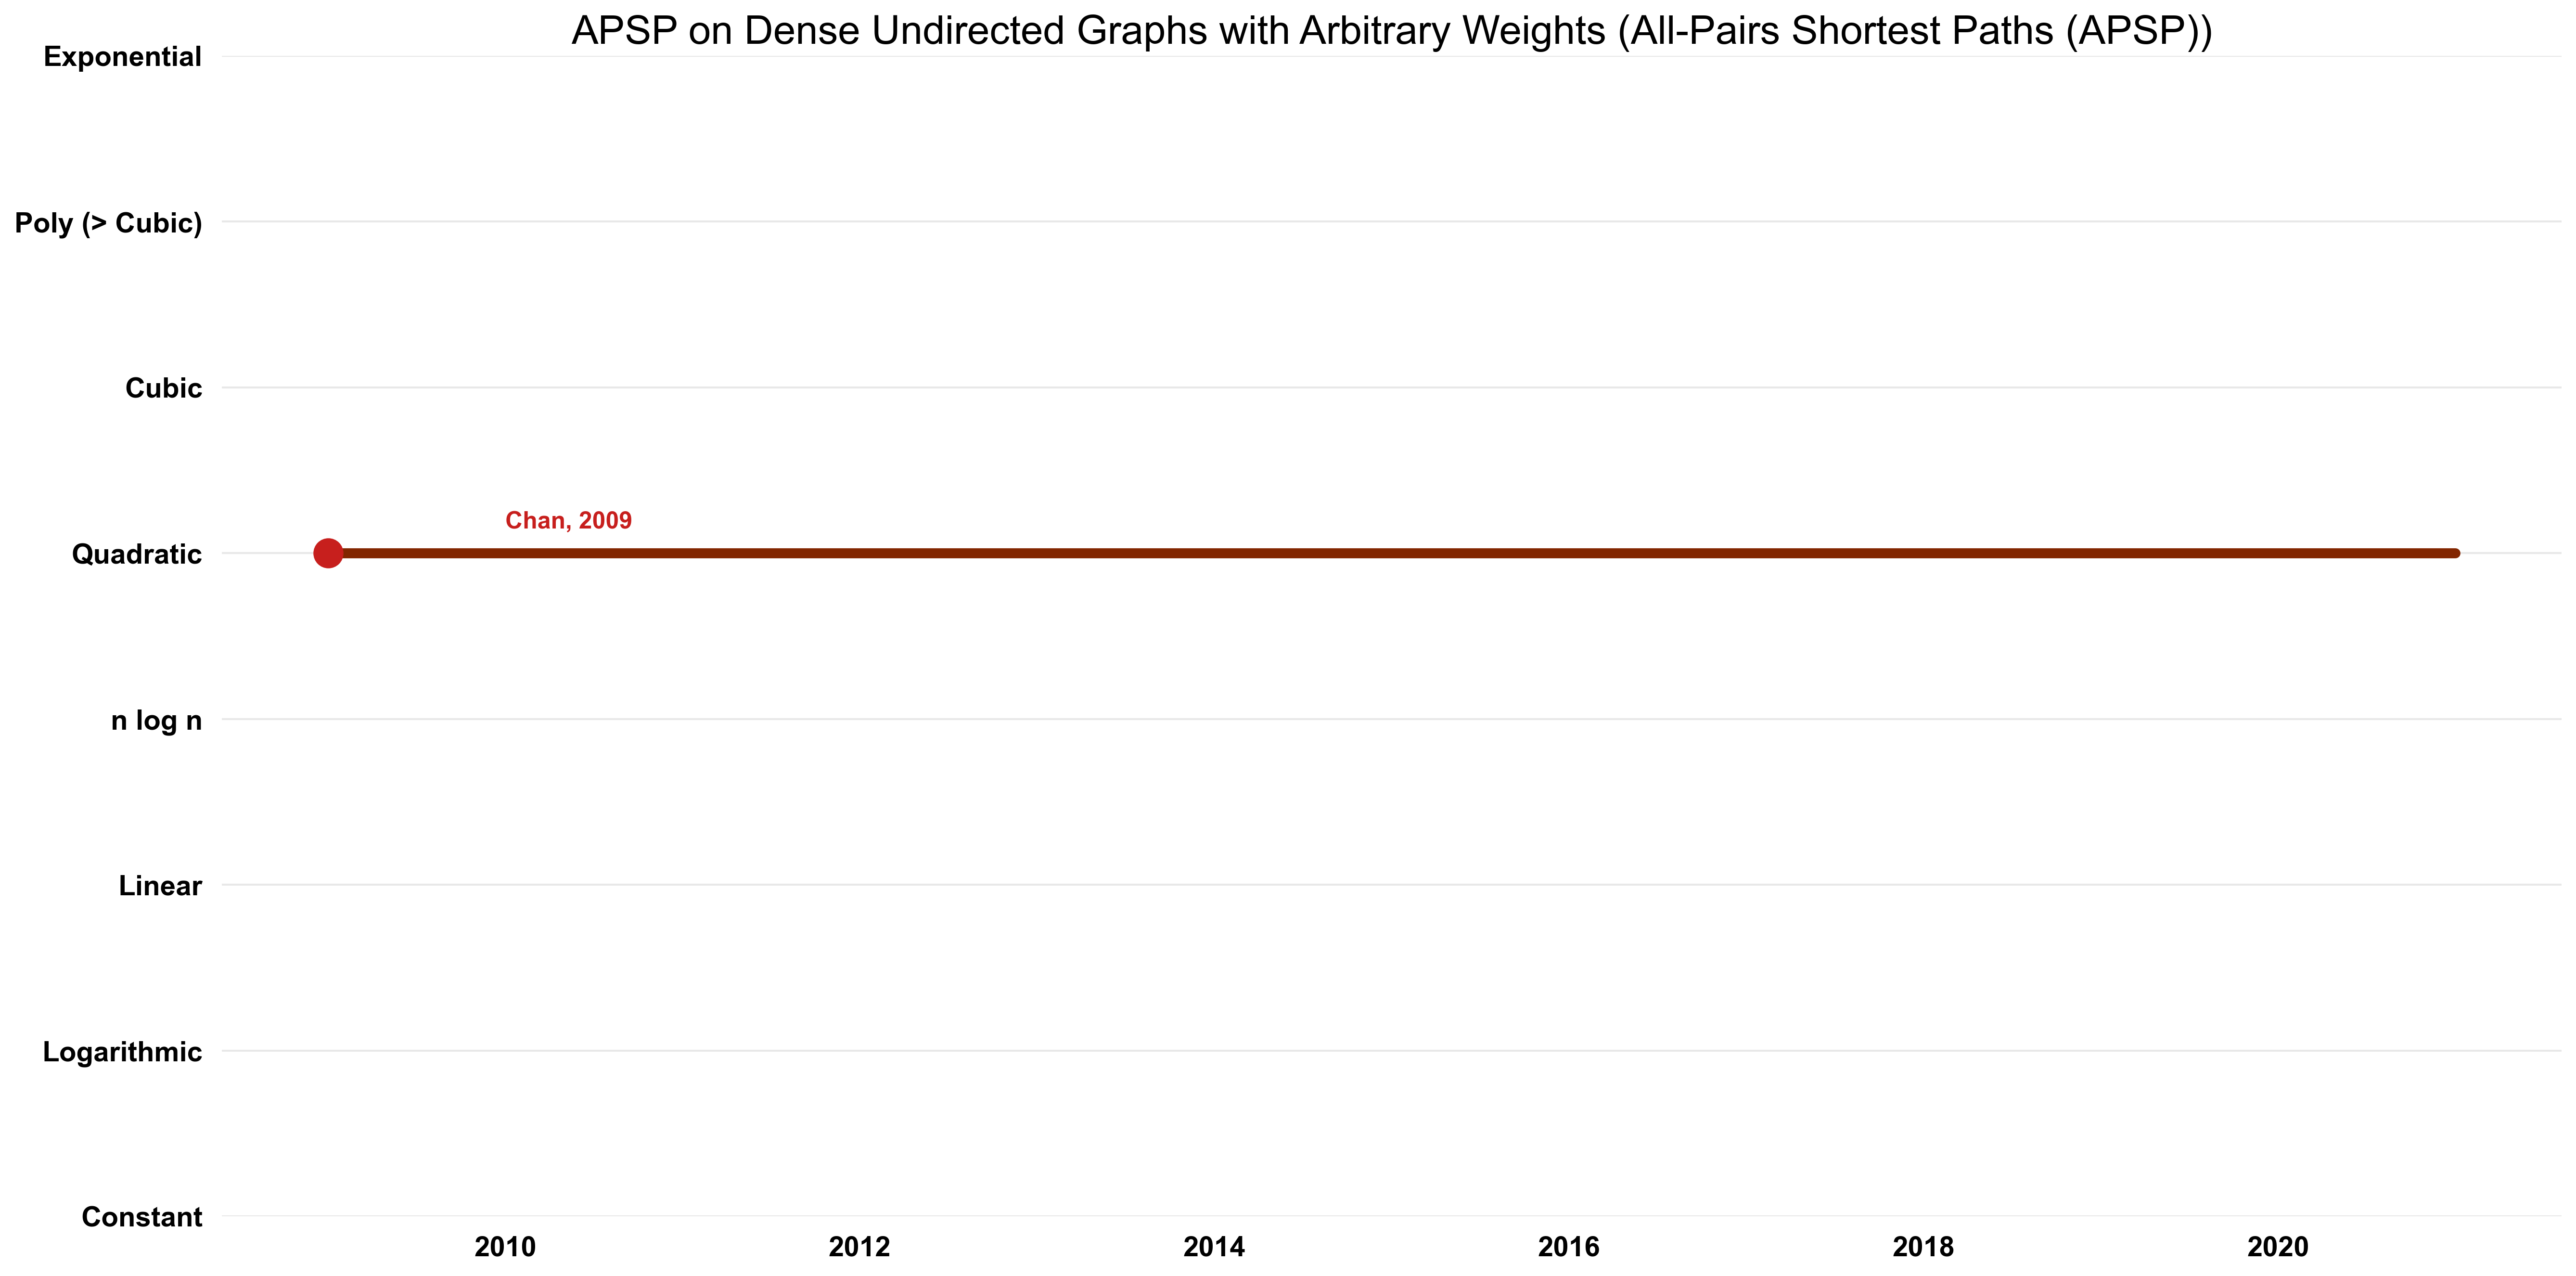 APSP on Dense Undirected Graphs with Arbitrary Weights (All-Pairs Shortest Paths (APSP))
Exponential
Poly (> Cubic)
Cubic
Chan, 2009
Quadratic
n log n
Linear
Logarithmic
Constant
2010 2012 2014 2016 2018 2020